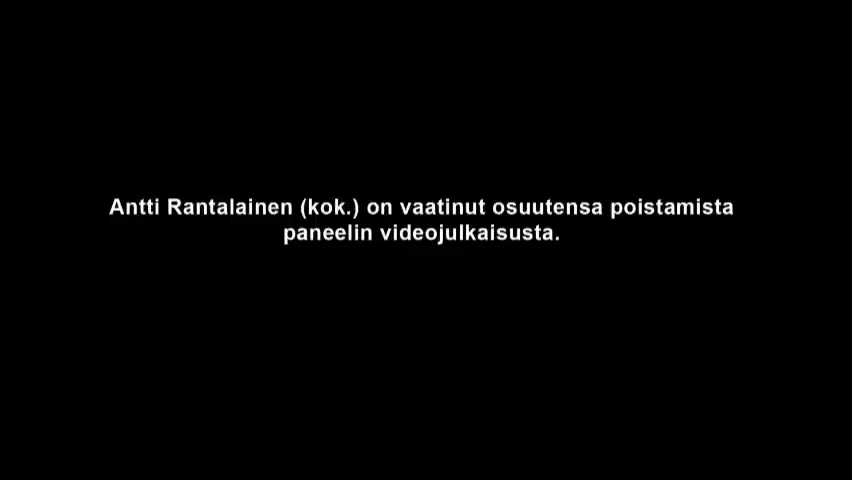 Antti Rantalainen (kok.) on vaatinut osuutensa poistamista
paneelin videojulkaisusta.